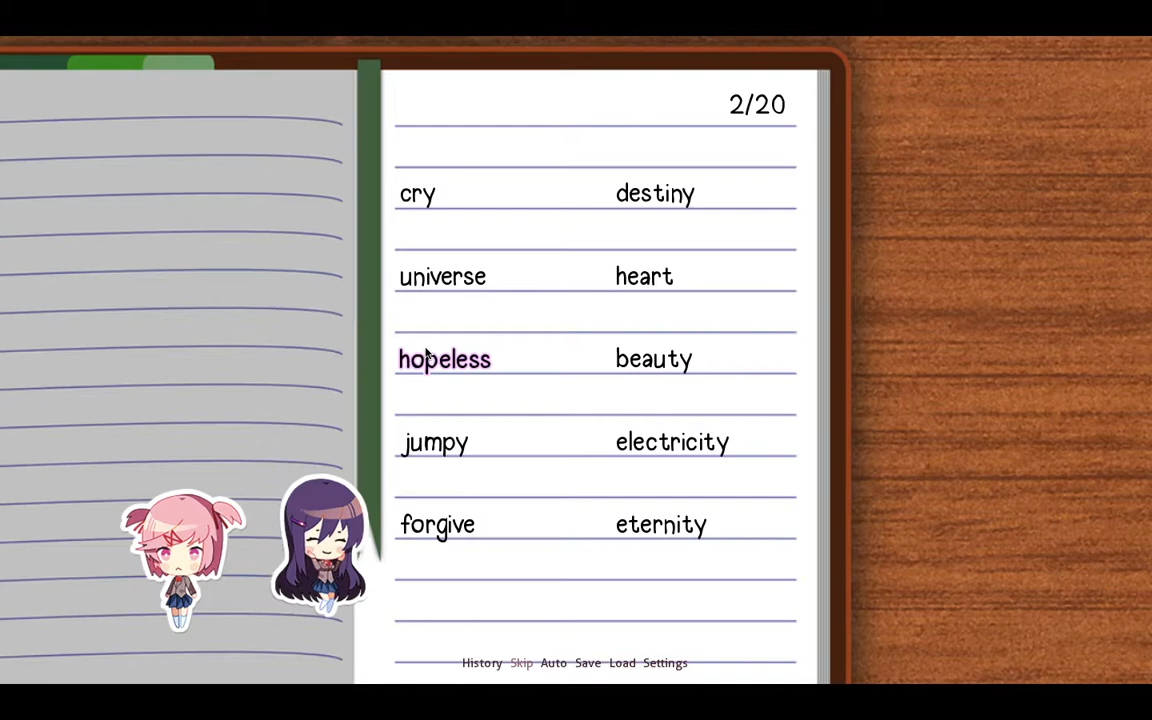 2/20
cry destiny
universe heart
hopeless beauty
jumpy electricity
forgive eternity
History Skip Auto Save Load Settings